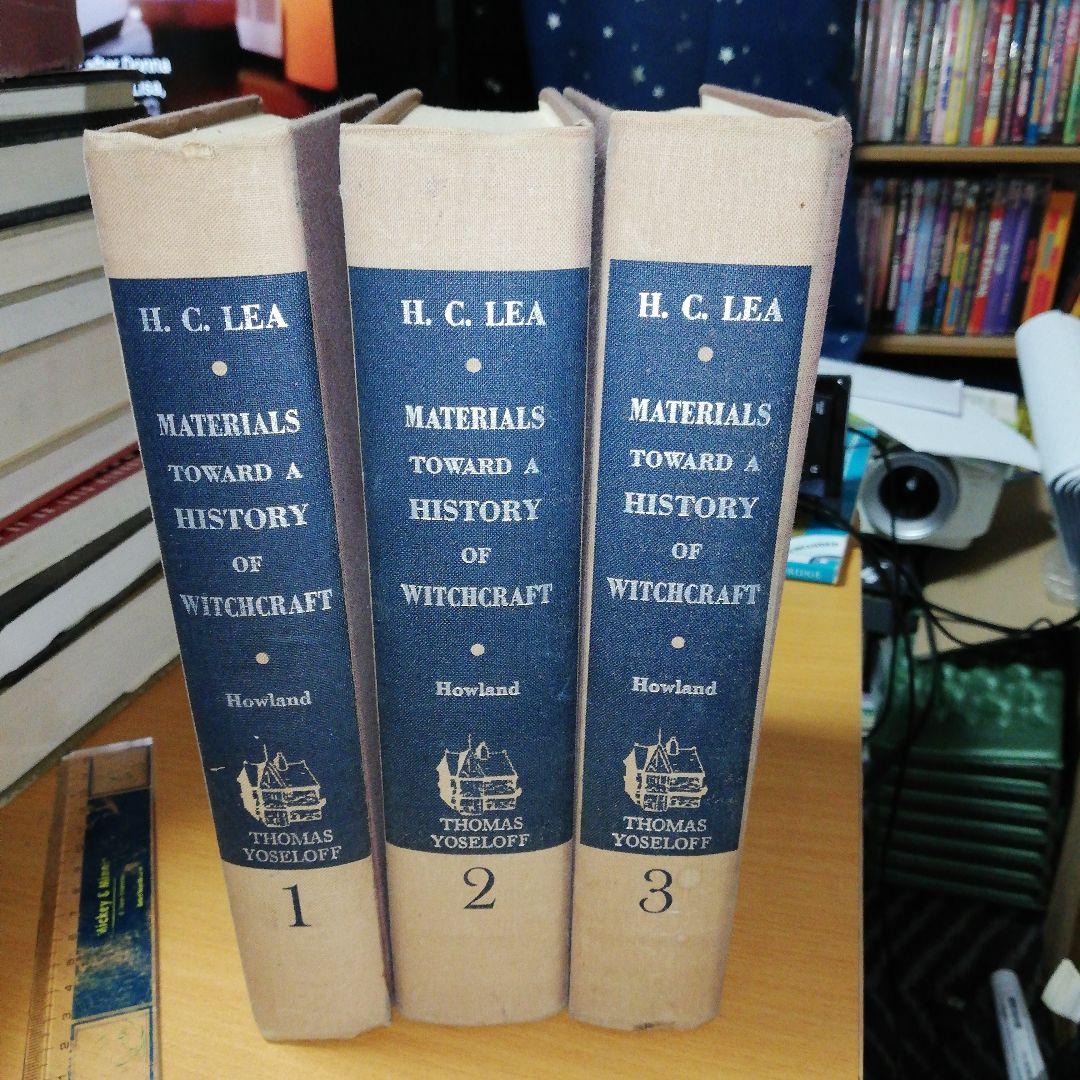 H. C. LEA
MATERIALS
TOWARD A
HISTORY
OF
WITCHCRAFT
Howland
THOMAS
YOSELOFF
1
H. C. LEA
MATERIALS
TOWARD A
HISTORY
OF
WITCHCRAFT
Howland
THOMAS
YOSELOFF
2
H. C. LEA
MATERIALS
TOWARD A
HISTORY
OF
WITCHCRAFT
Howland
THOMAS
YOSELOFF
3